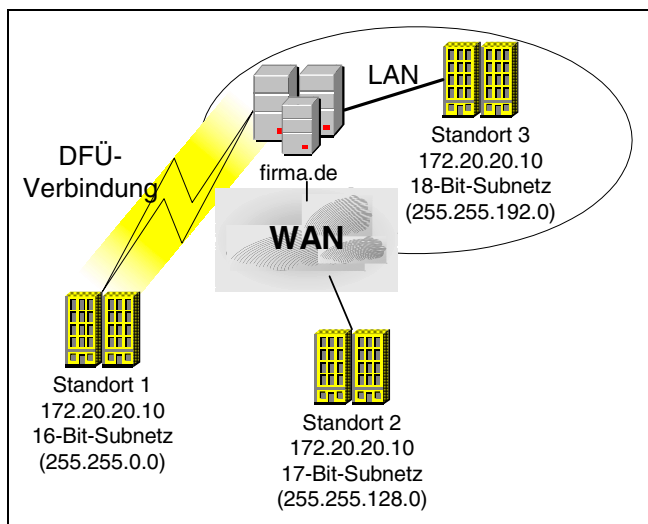 LAN
DFÜ-
Verbindung
firma.de
Standort 3
172.20.20.10
18-Bit-Subnetz
(255.255.192.0)
WAN
Standort 1
172.20.20.10
16-Bit-Subnetz
(255.255.0.0)
Standort 2
172.20.20.10
17-Bit-Subnetz
(255.255.128.0)